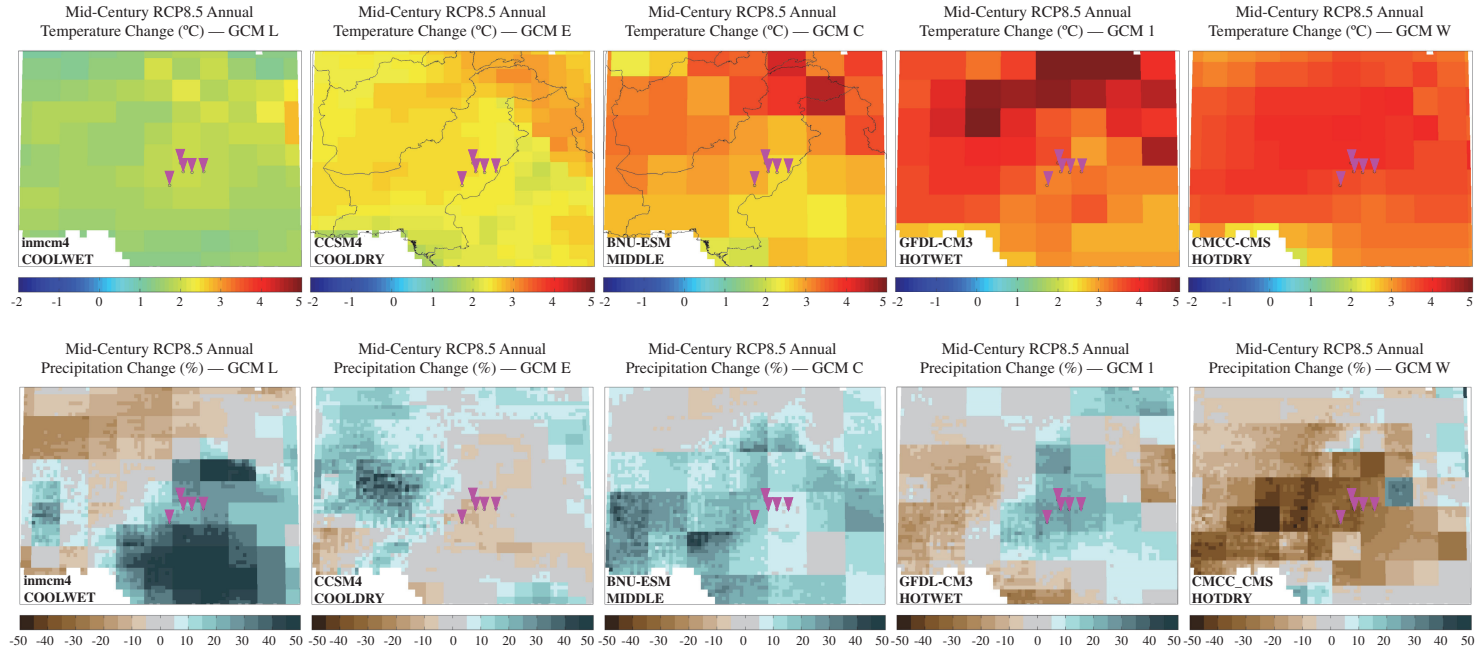 Mid-Century RCP8.5 Annual
Temperature Change (ºC) — GCM L
Mid-Century RCP8.5 Annual
Temperature Change (ºC) — GCM E
Mid-Century RCP8.5 Annual
Temperature Change (ºC) — GCM C
Mid-Century RCP8.5 Annual
Temperature Change (ºC) — GCM 1
Mid-Century RCP8.5 Annual
Temperature Change (ºC) — GCM W
inmcm4
COOLWET
CCSM4
COOLDRY
BNU-ESM
MIDDLE
GFDL-CM3
HOTWET
CMCC-CMS
HOTDRY
-2 -1 0 1 2 3 4 5
-2 -1 0 1 2 3 4 5
-2 -1 0 1 2 3 4 5
-2 -1 0 1 2 3 4 5
-2 -1 0 1 2 3 4 5
Mid-Century RCP8.5 Annual
Precipitation Change (%) — GCM L
Mid-Century RCP8.5 Annual
Precipitation Change (%) — GCM E
Mid-Century RCP8.5 Annual
Precipitation Change (%) — GCM C
Mid-Century RCP8.5 Annual
Precipitation Change (%) — GCM 1
Mid-Century RCP8.5 Annual
Precipitation Change (%) — GCM W
inmcm4
COOLWET
CCSM4
COOLDRY
BNU-ESM
MIDDLE
GFDL-CM3
HOTWET
CMCC_CMS
HOTDRY
-50 -40 -30 -20 -10 0 10 20 30 40 50
-50 -40 -30 -20 -10 0 10 20 30 40 50
-50 -40 -30 -20 -10 0 10 20 30 40 50
-50 -40 -30 -20 -10 0 10 20 30 40 50
-50 -40 -30 -20 -10 0 10 20 30 40 50